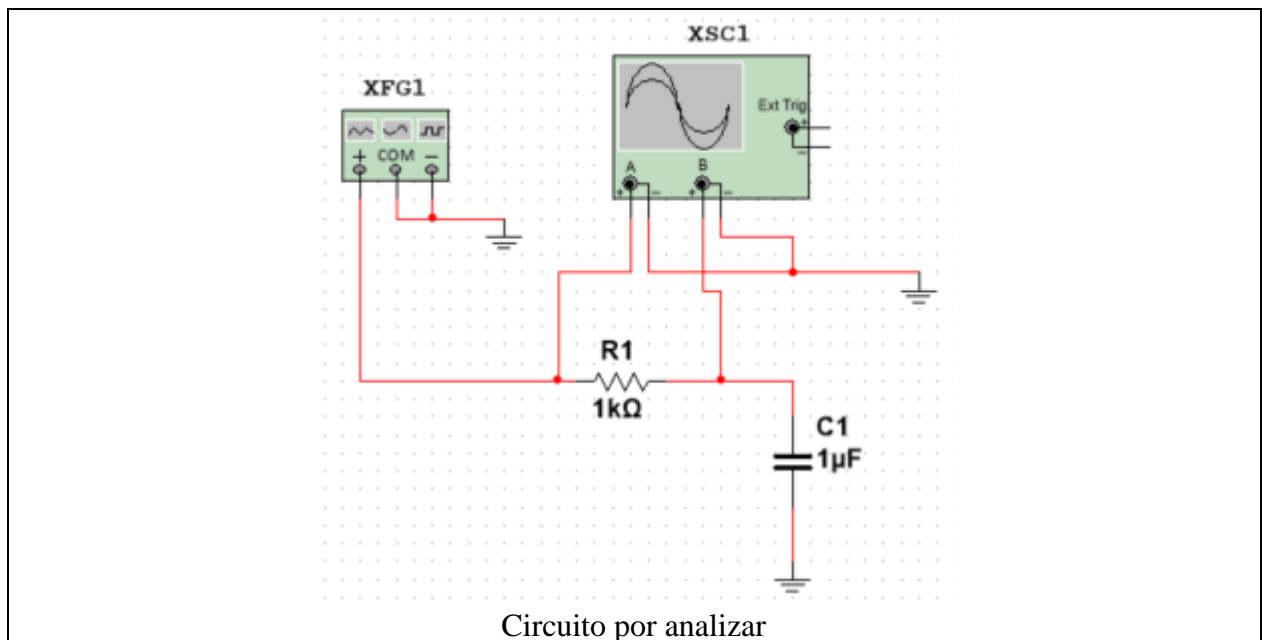 XSC1
XFG1
Ext Trig
+ COM −
A
B
+ − + −
+
−
R1
1kΩ
C1
1µF
Circuito por analizar